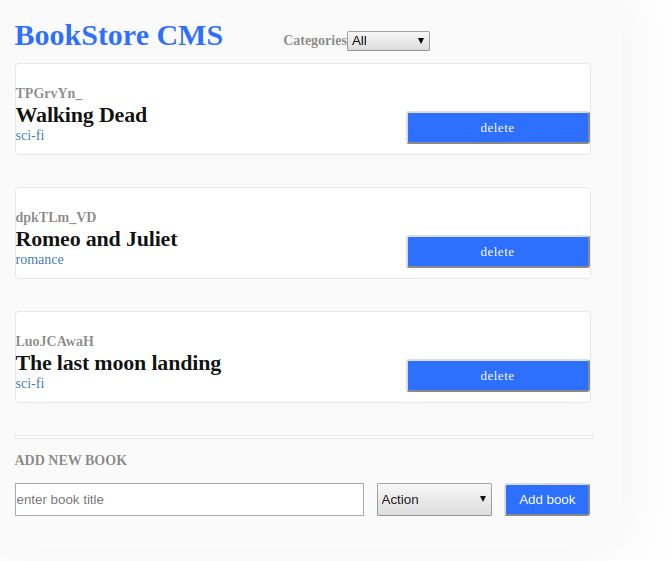 BookStore CMS
Categories All
TPGrvYn_
Walking Dead
sci-fi
delete
dpkTLm_VD
Romeo and Juliet
romance
delete
LuoJCAwaH
The last moon landing
sci-fi
delete
ADD NEW BOOK
enter book title Action Add book